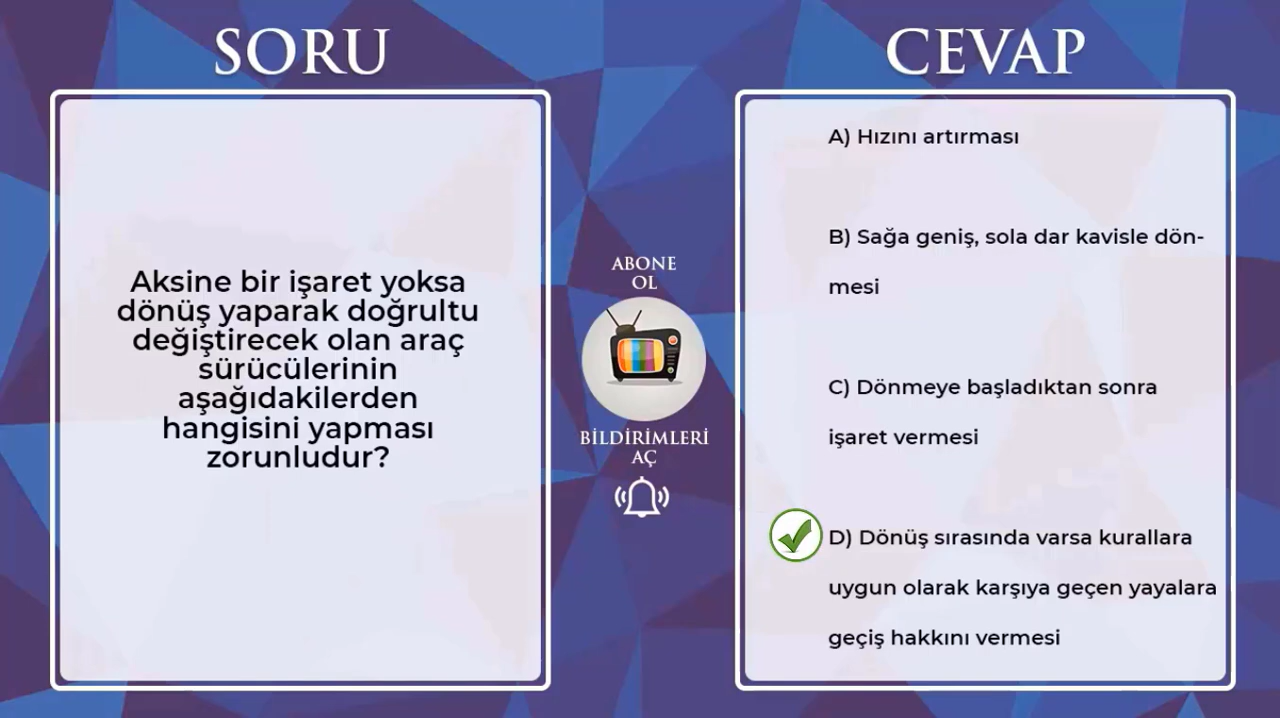 SORU
Aksine bir işaret yoksa
dönüş yaparak doğrultu
değiştirecek olan araç
sürücülerinin
aşağıdakilerden
hangisini yapması
zorunludur?
ABONE
OL
BİLDİRİMLERİ
AÇ
CEVAP
A) Hızını artırması
B) Sağa geniş, sola dar kavisle dön-
mesi
C) Dönmeye başladıktan sonra
işaret vermesi
D) Dönüş sırasında varsa kurallara
uygun olarak karşıya geçen yayalara
geçiş hakkını vermesi